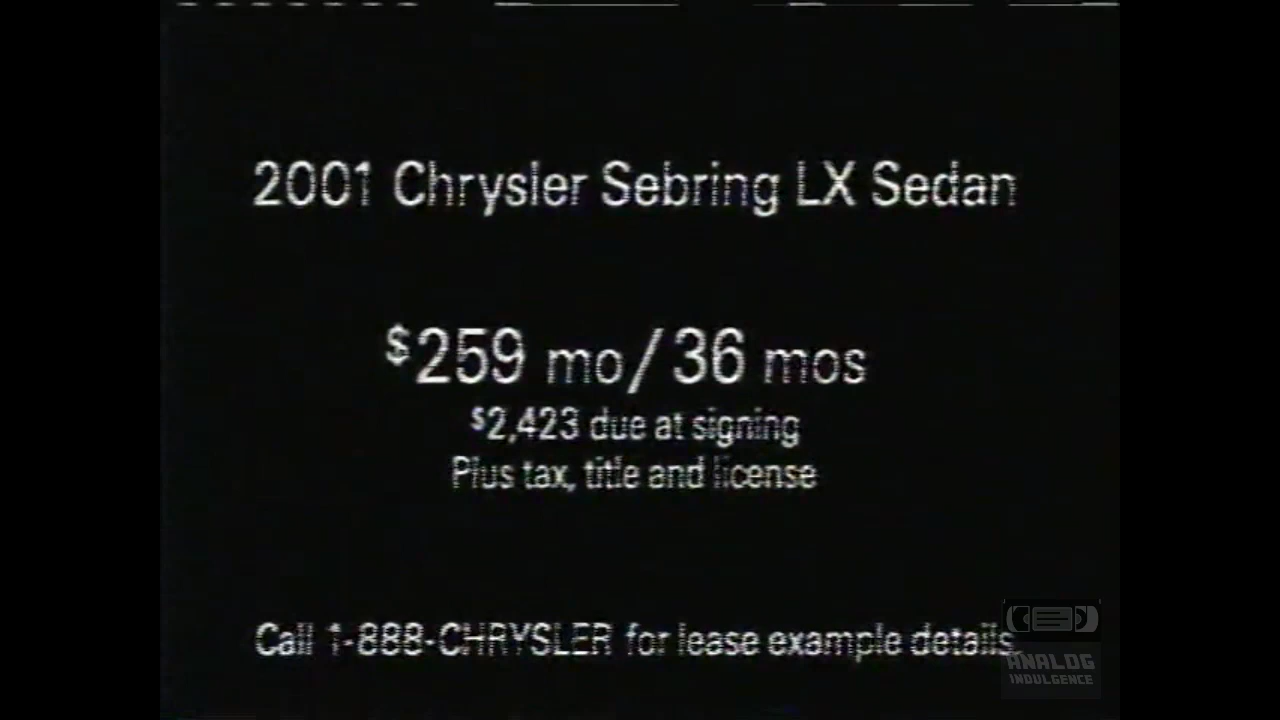 2001 Chrysler Sebring LX Sedan
$259 mo/36 mos
$2,423 due at signing
Plus tax, title and license
Call 1-888-CHRYSLER for lease example details.
ANALOG
INDULGENCE